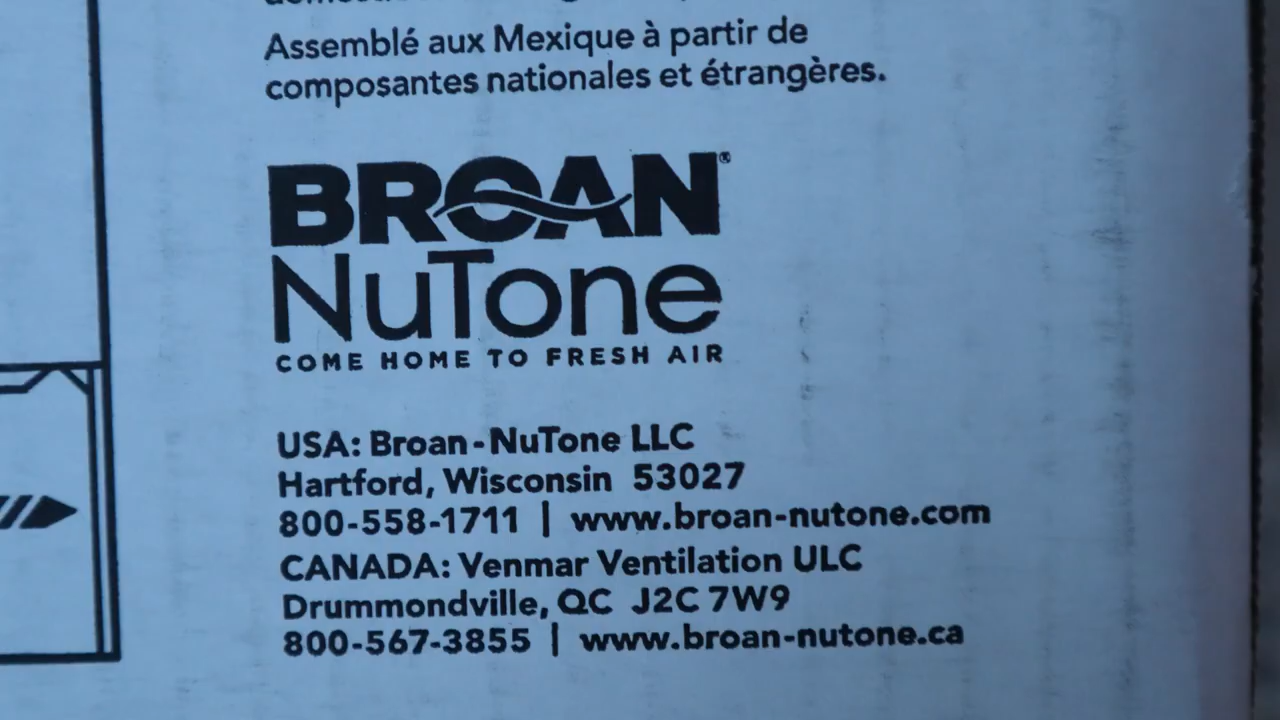 Assemblé aux Mexique à partir de
composantes nationales et étrangères.
BROAN®
NuTone
COME HOME TO FRESH AIR
USA: Broan-NuTone LLC
Hartford, Wisconsin 53027
800-558-1711 | www.broan-nutone.com
CANADA: Venmar Ventilation ULC
Drummondville, QC J2C 7W9
800-567-3855 | www.broan-nutone.ca